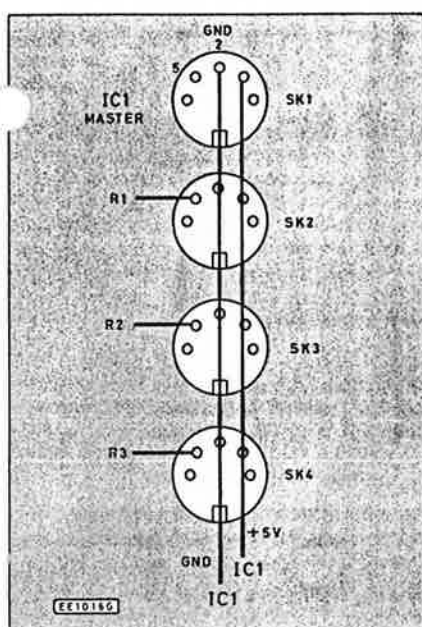 GND
2
5
IC1
MASTER
SK1
R1
SK2
R2
SK3
R3
SK4
+5V
GND
IC1
IC1
EE1016G